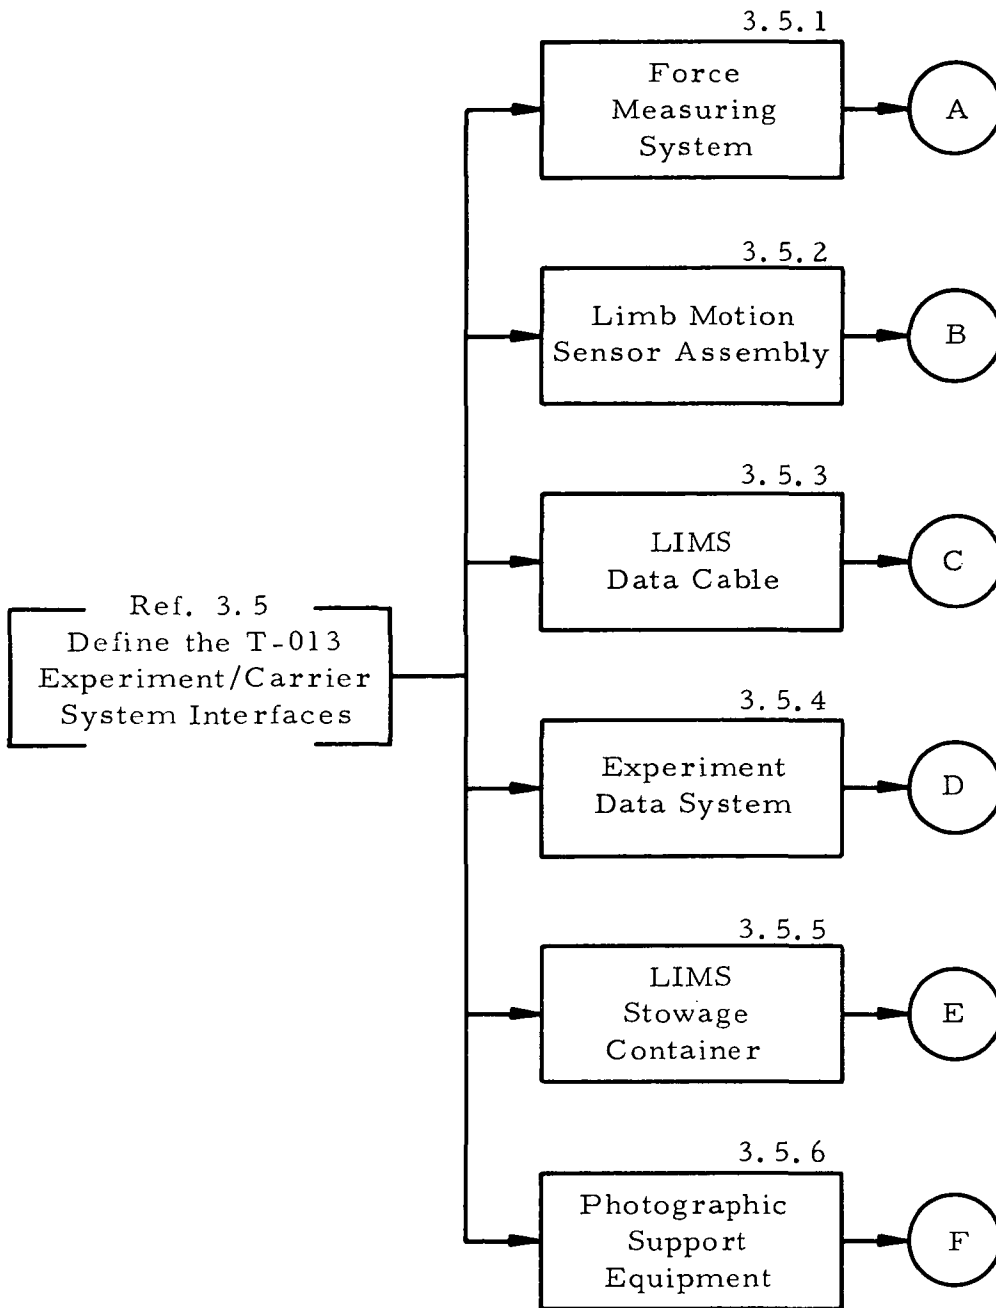 3.5.1
Force
Measuring
System
A
3.5.2
Limb Motion
Sensor Assembly
B
3.5.3
LIMS
Data Cable
C
Ref. 3.5
Define the T-013
Experiment/Carrier
System Interfaces
3.5.4
Experiment
Data System
D
3.5.5
LIMS
Stowage
Container
E
3.5.6
Photographic
Support
Equipment
F